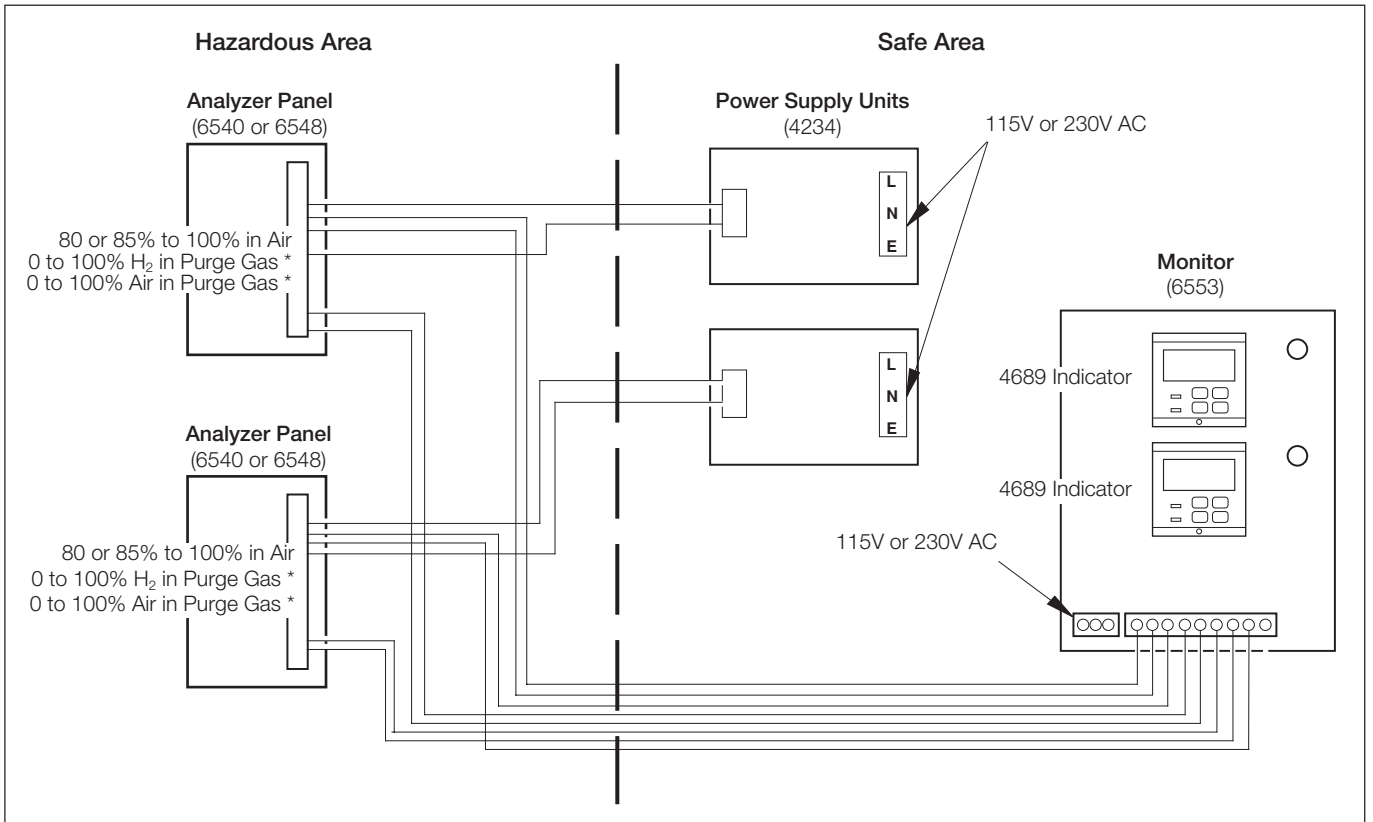 Hazardous Area
Safe Area
Analyzer Panel
(6540 or 6548)
80 or 85% to 100% in Air
0 to 100% H₂ in Purge Gas *
0 to 100% Air in Purge Gas *
Power Supply Units
(4234)
115V or 230V AC
L
N
E
L
N
E
Analyzer Panel
(6540 or 6548)
80 or 85% to 100% in Air
0 to 100% H₂ in Purge Gas *
0 to 100% Air in Purge Gas *
Monitor
(6553)
4689 Indicator
4689 Indicator
115V or 230V AC